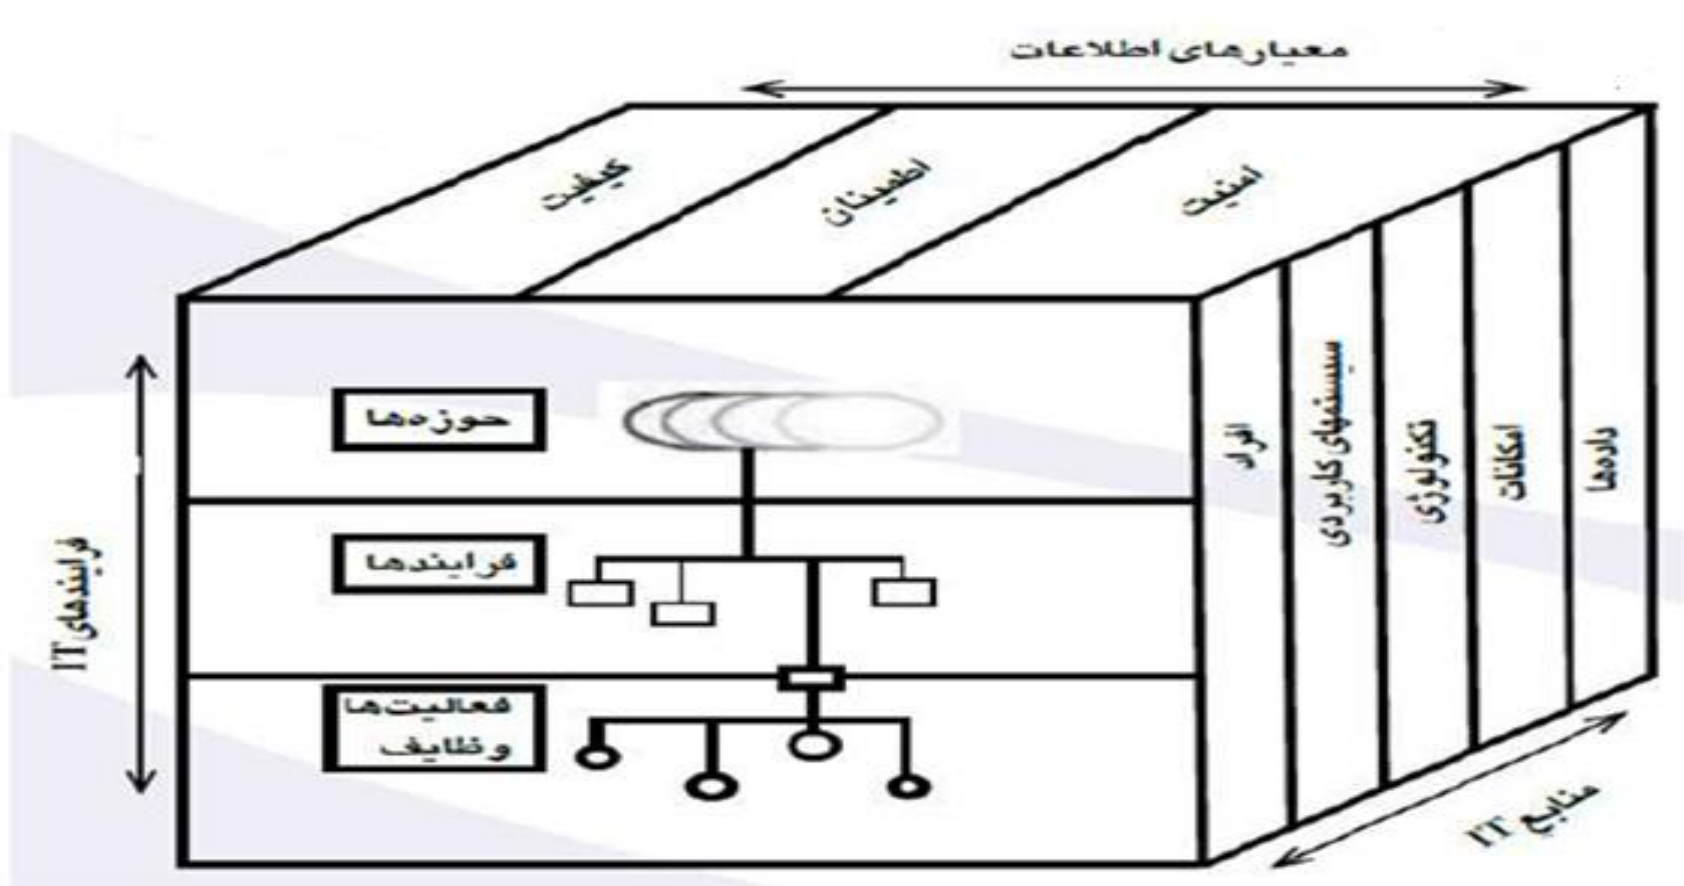 معیارهای اطلاعات
کیفیت
اطمینان
امنیت
حوزه‌ها
فرایندها
فعالیت‌ها
وظایف
فرایندهای IT
افراد
سیستمهای کاربردی
تکنولوژی
امکانات
داده‌ها
منابع IT